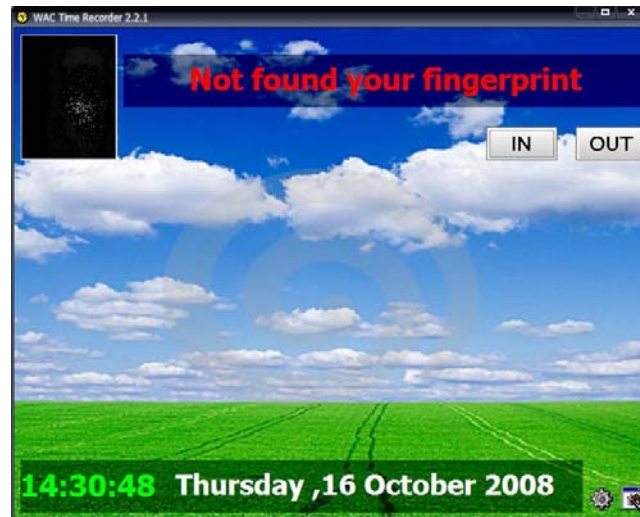 WAC Time Recorder 2.2.1
Not found your fingerprint
IN OUT
14:30:48 Thursday ,16 October 2008